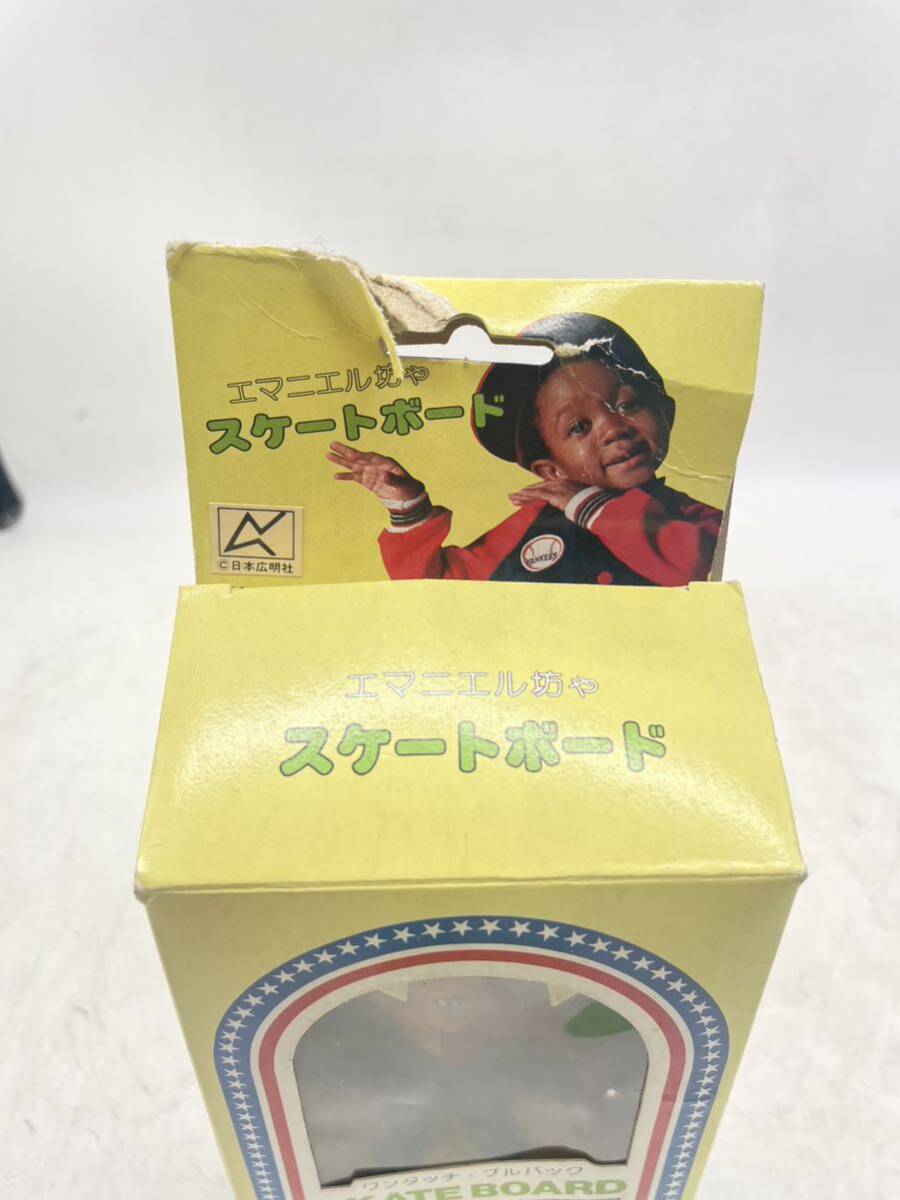 エマニエル坊や
スケートボード
YANKEES
©日本広明社
エマニエル坊や
スケートボード
ワンタッチ・プルバック
KATE BOARD